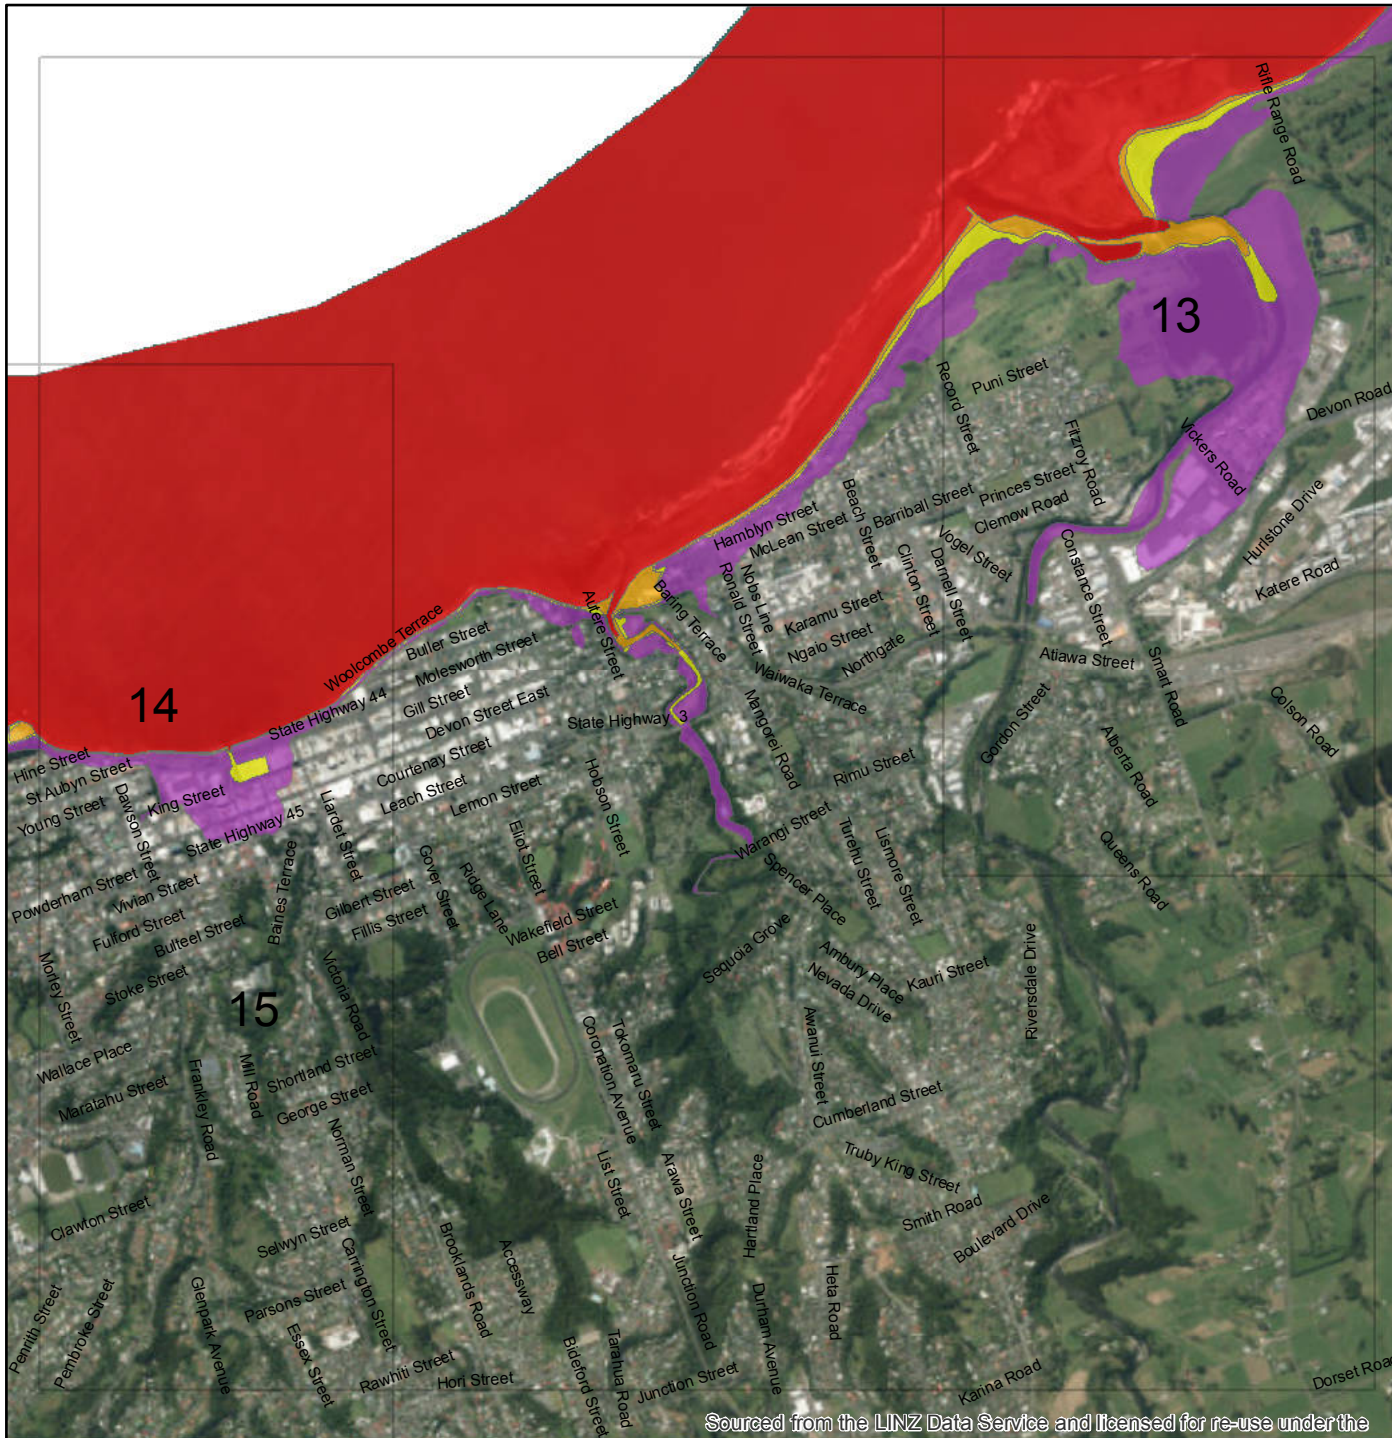 Rifle Range Road
13
Puni Street
Record Street
Devon Road
Fitzroy Road
Vickers Road
Princes Street
Beach Street
Barriball Street
Clemow Road
Hurlstone Drive
Hamblyn Street
McLean Street
Vogel Street
Constance Street
Katere Road
Nobs Line
Ronald Street
Clinton Street
Darnell Street
Autere Street
Baring Terrace
Karamu Street
Woolcombe Terrace
Buller Street
Molesworth Street
Ngaio Street
Northgate
Atiawa Street
Smart Road
Waiwaka Terrace
14
State Highway 44
Gill Street
Devon Street East
State Highway 3
Mangorei Road
Gordon Street
Colson Road
Hine Street
St Aubyn Street
Courtenay Street
Rimu Street
Alberta Road
Young Street
Dawson Street
King Street
Leach Street
Lemon Street
Hobson Street
State Highway 45
Liardet Street
Warangi Street
Turehu Street
Lismore Street
Queens Road
Eliot Street
Gover Street
Ridge Lane
Spencer Place
Powderham Street
Vivian Street
Baines Terrace
Gilbert Street
Fulford Street
Fillis Street
Wakefield Street
Bulteel Street
Bell Street
Sequoia Grove
Ambury Place
Kauri Street
Riversdale Drive
Morley Street
Stoke Street
Victoria Road
Nevada Drive
15
Wallace Place
Awanui Street
Tokomaru Street
Coronation Avenue
Frankley Road
Mill Road
Shortland Street
Maratahu Street
George Street
Cumberland Street
Norman Street
Truby King Street
List Street
Arawa Street
Hartland Place
Clawton Street
Smith Road
Boulevard Drive
Selwyn Street
Carrington Street
Brooklands Road
Accessway
Junction Road
Penrith Street
Pembroke Street
Glenpark Avenue
Parsons Street
Durham Avenue
Heta Road
Essex Street
Rawhiti Street
Hori Street
Bideford Street
Tarahua Road
Junction Street
Karina Road
Dorset Road
Sourced from the LINZ Data Service and licensed for re-use under the